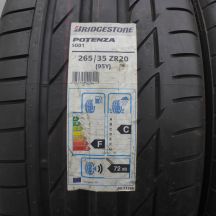 BRIDGESTONE
POTENZA
S001
265/35 ZR20
(95Y)
F
C
72 dB